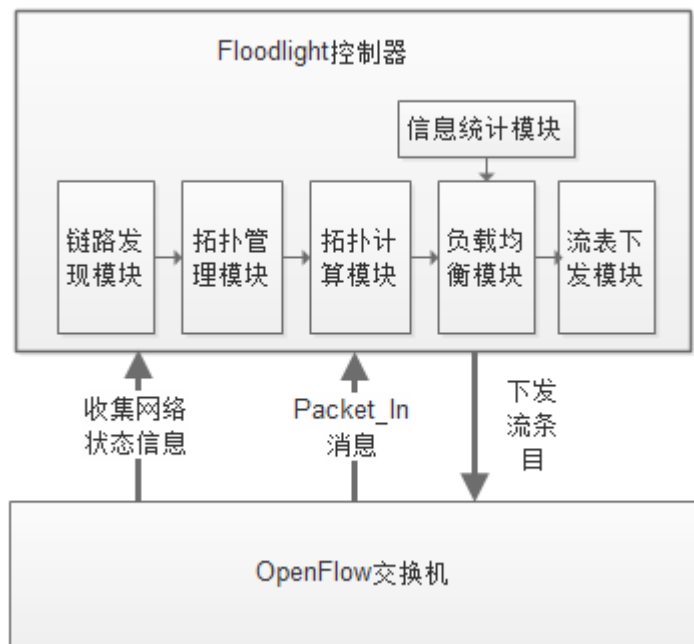 Floodlight控制器
信息统计模块
链路发
现模块
拓扑管
理模块
拓扑计
算模块
负载均
衡模块
流表下
发模块
收集网络
状态信息
Packet_In
消息
下发
流条
目
OpenFlow交换机